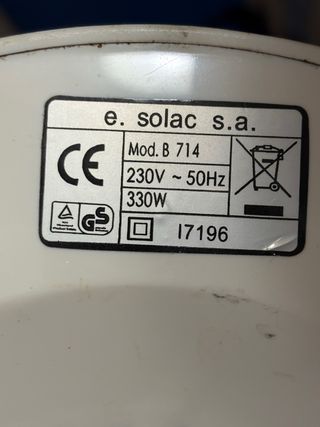 e. solac s.a.
CE
Mod. B 714
230V ~ 50Hz
330W
GS
I7196